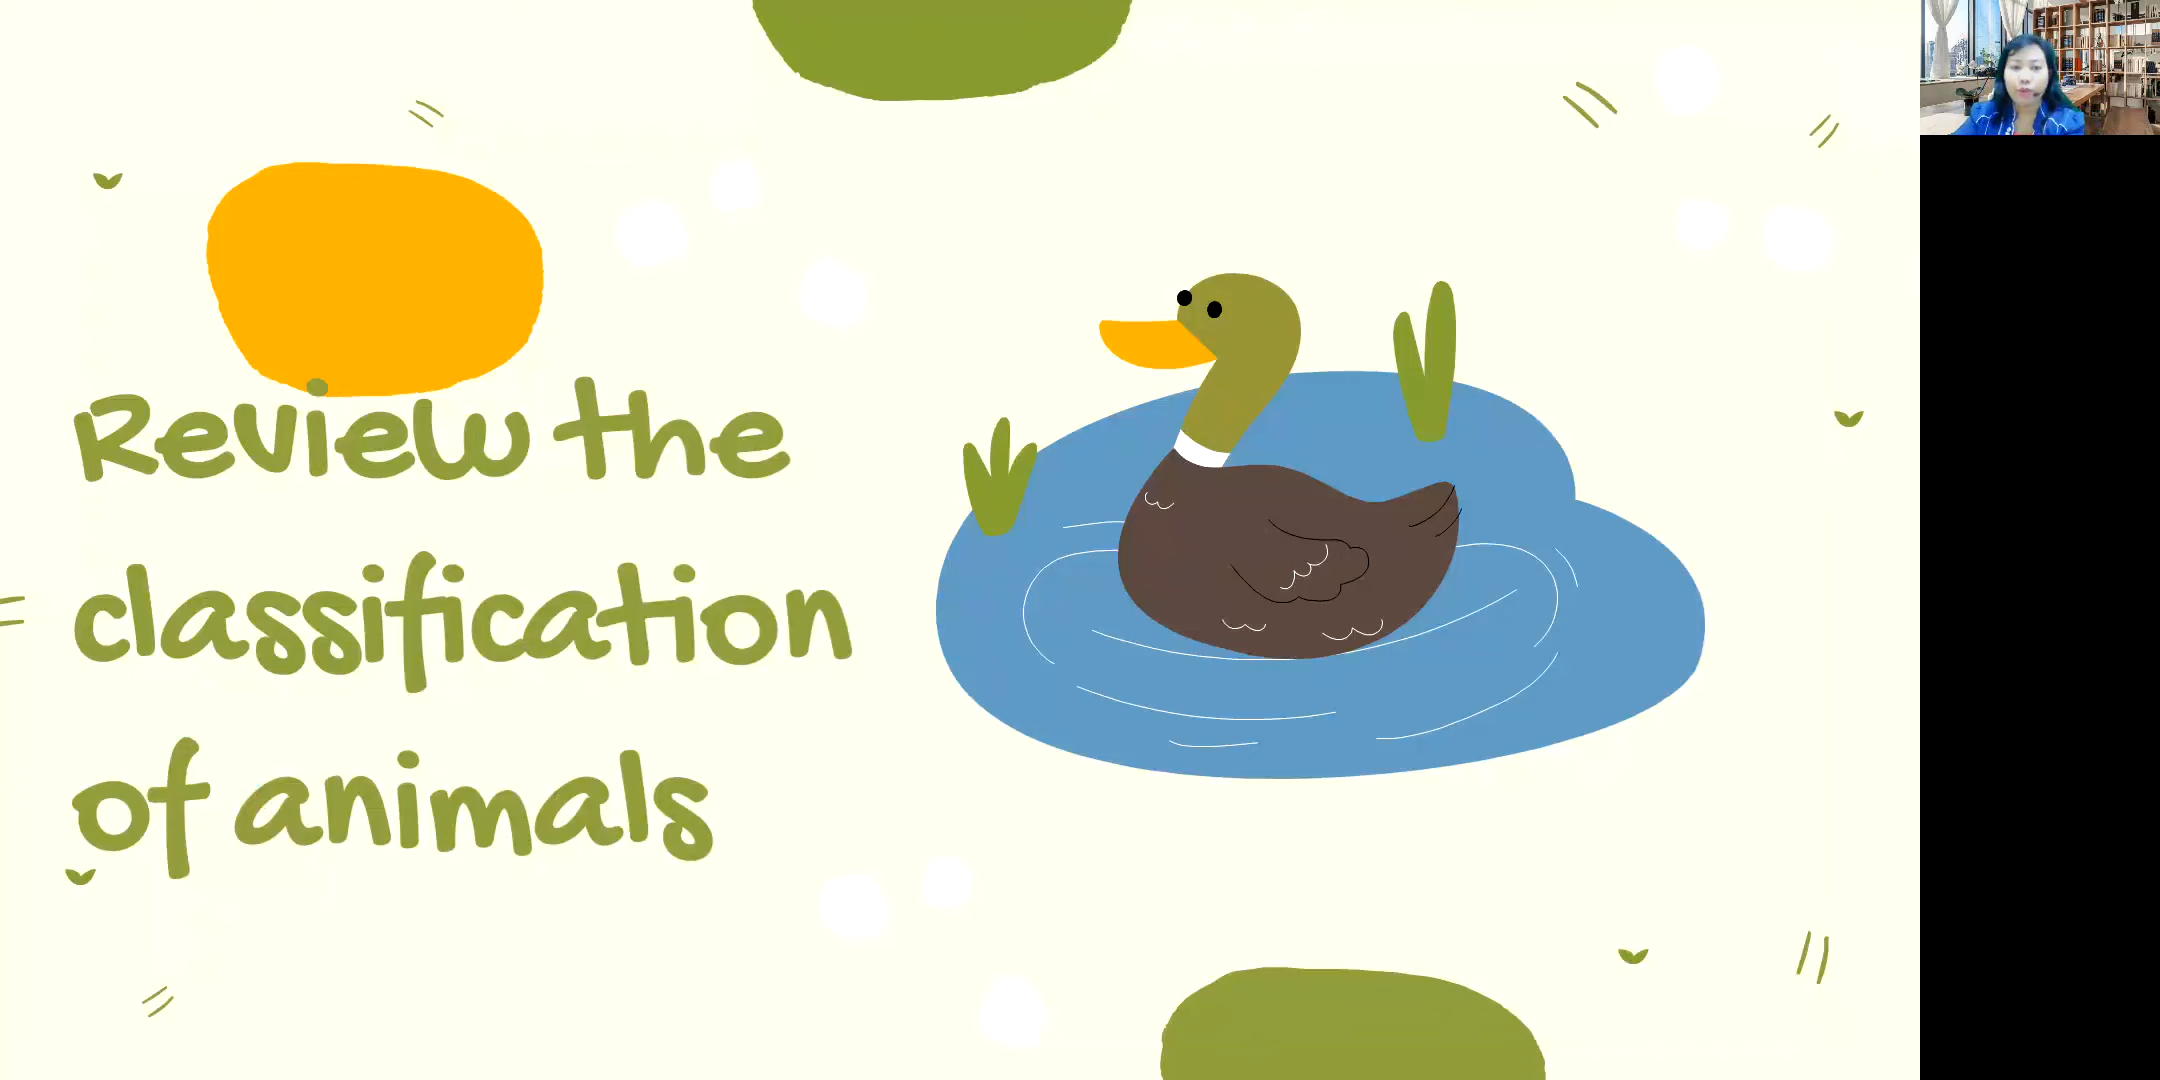 Review the
classification
of animals